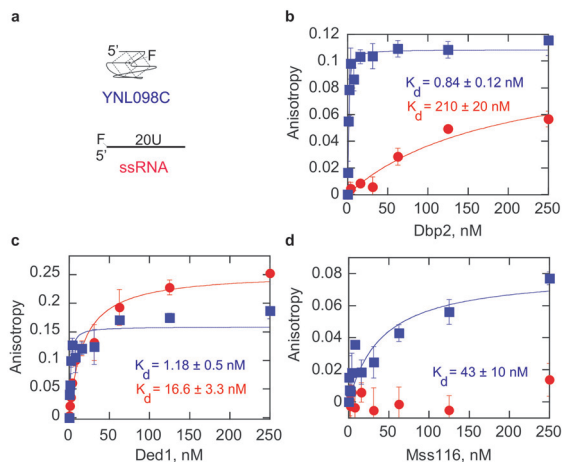 a
5'
F
YNL098C
F
20U
5'
ssRNA
b
Anisotropy
0.12
0.1
0.08
0.06
0.04
0.02
0
K_d = 0.84 ± 0.12 nM
K_d = 210 ± 20 nM
0 50 100 150 200 250
Dbp2, nM
c
Anisotropy
0.25
0.2
0.15
0.1
0.05
0
K_d = 1.18 ± 0.5 nM
K_d = 16.6 ± 3.3 nM
0 50 100 150 200 250
Ded1, nM
d
Anisotropy
0.08
0.06
0.04
0.02
0
K_d = 43 ± 10 nM
0 50 100 150 200 250
Mss116, nM